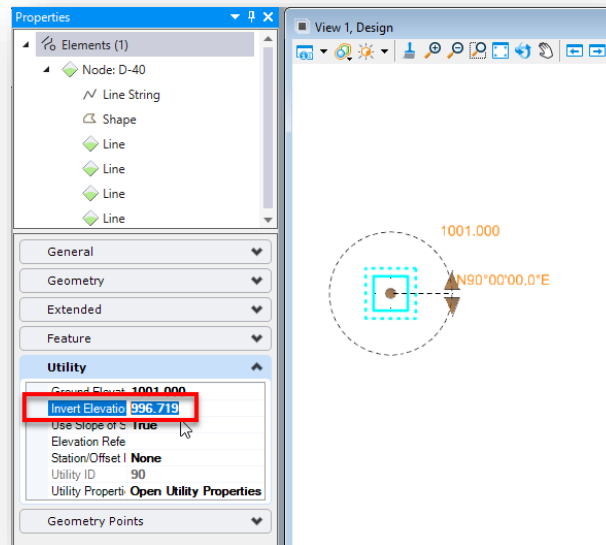 Properties
Elements (1)
Node: D-40
Line String
Shape
Line
Line
Line
Line
General
Geometry
Extended
Feature
Utility
Ground Elevat 1001.000
Invert Elevatio 996.719
Use Slope of S True
Elevation Refe
Station/Offset I None
Utility ID 90
Utility Properti Open Utility Properties
Geometry Points
View 1, Design
1001.000
N90°00'00.0"E